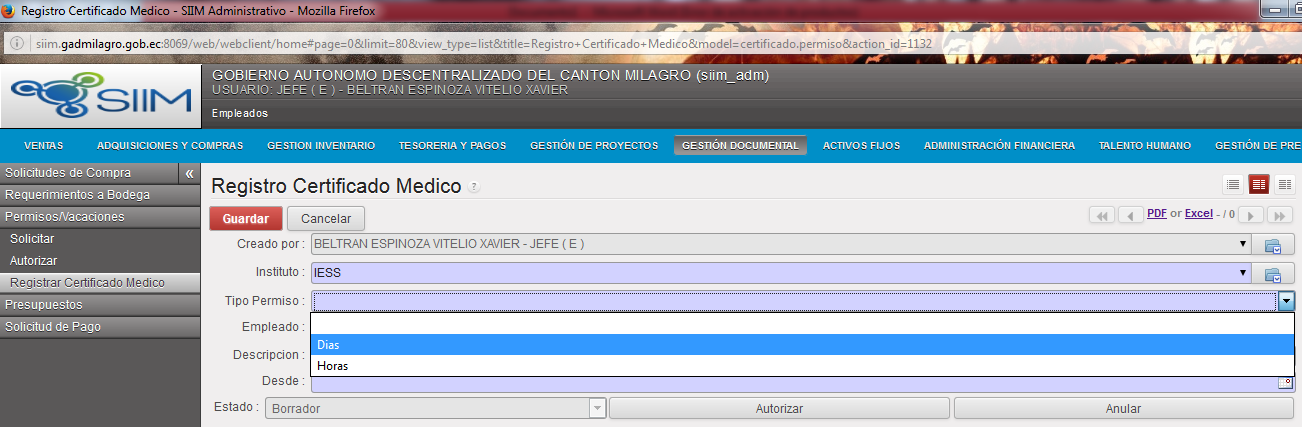 Registro Certificado Medico - SIIM Administrativo - Mozilla Firefox
siim.gadmilagro.gob.ec:8069/web/webclient/home#page=0&limit=80&view_type=list&title=Registro+Certificado+Medico&model=certificado.permiso&action_id=1132
SIIM
GOBIERNO AUTONOMO DESCENTRALIZADO DEL CANTON MILAGRO (siim_adm)
USUARIO: JEFE ( E ) - BELTRAN ESPINOZA VITELIO XAVIER
Empleados
VENTAS ADQUISICIONES Y COMPRAS GESTION INVENTARIO TESORERIA Y PAGOS GESTIÓN DE PROYECTOS GESTIÓN DOCUMENTAL ACTIVOS FIJOS ADMINISTRACIÓN FINANCIERA TALENTO HUMANO GESTIÓN DE PRE
Solicitudes de Compra «
Requerimientos a Bodega
Permisos/Vacaciones
Solicitar
Autorizar
Registrar Certificado Medico
Presupuestos
Solicitud de Pago
Registro Certificado Medico ?
Guardar Cancelar PDF or Excel - / 0
Creado por : BELTRAN ESPINOZA VITELIO XAVIER - JEFE ( E )
Instituto : IESS
Tipo Permiso :
Empleado :
Dias
Descripcion :
Horas
Desde :
Estado : Borrador Autorizar Anular